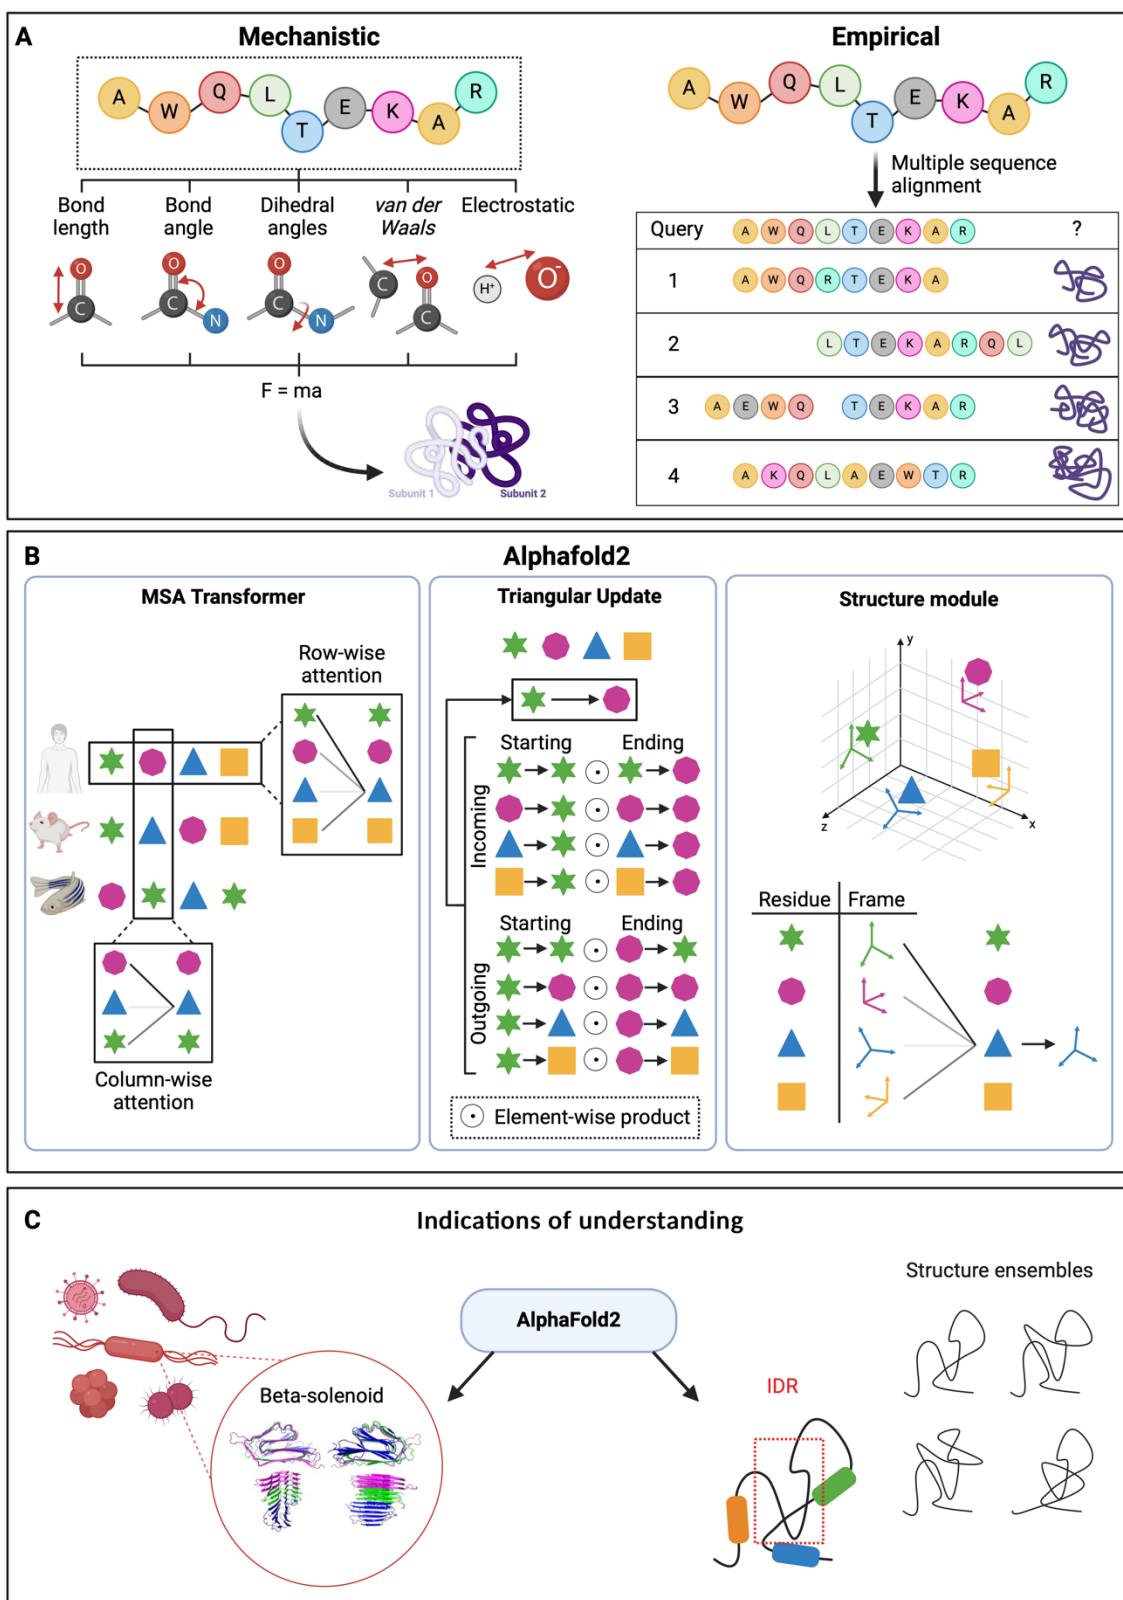 A
Mechanistic
Empirical
A W Q L T E K A R
A W Q L T E K A R
Multiple sequence
alignment
Bond
length
Bond
angle
Dihedral
angles
van der
Waals
Electrostatic
O
C
O
C
N
O
C
N
C
O
C
H+
O-
F = ma
Subunit 1
Subunit 2
Query A W Q L T E K A R ?
1 A W Q R T E K A
2 L T E K A R Q L
3 A E W Q T E K A R
4 A K Q L A E W T R
B
Alphafold2
MSA Transformer
Row-wise
attention
Column-wise
attention
Triangular Update
Starting Ending
Incoming
Starting Ending
Outgoing
Element-wise product
Structure module
y
z
x
Residue Frame
C
Indications of understanding
Beta-solenoid
AlphaFold2
IDR
Structure ensembles